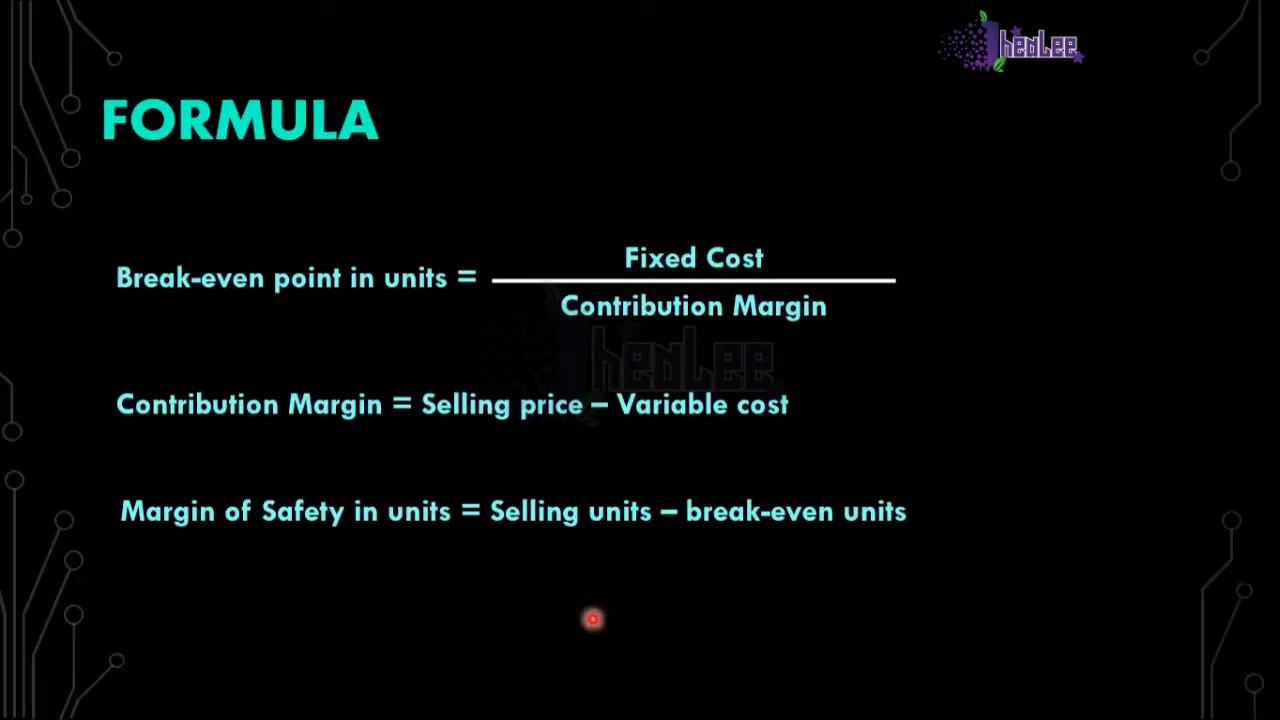 JhedLee
FORMULA
Break-even point in units =
Fixed Cost
Contribution Margin
Contribution Margin = Selling price – Variable cost
Margin of Safety in units = Selling units – break-even units